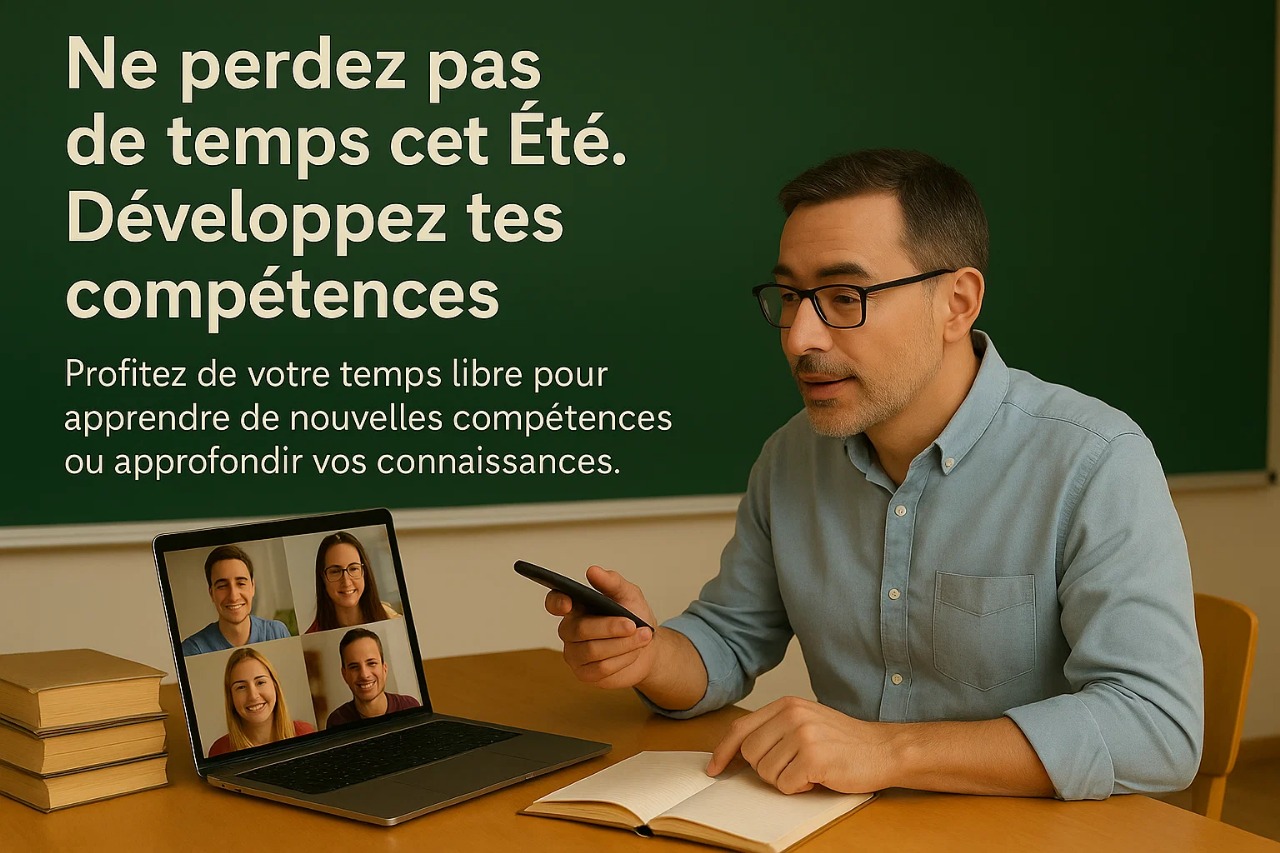 Ne perdez pas
de temps cet Été.
Développez tes
compétences
Profitez de votre temps libre pour
apprendre de nouvelles compétences
ou approfondir vos connaissances.